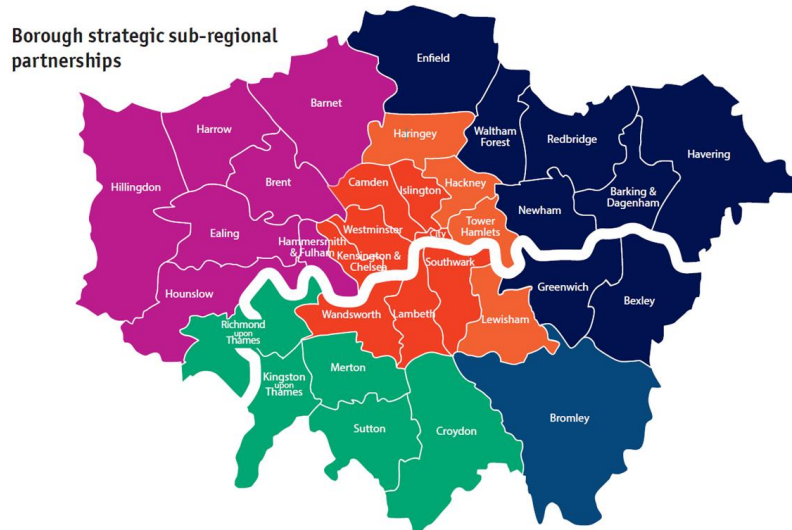 Borough strategic sub-regional
partnerships
Enfield
Barnet
Harrow
Haringey
Waltham
Forest
Redbridge
Havering
Hillingdon
Brent
Camden
Islington
Hackney
Barking &
Dagenham
Newham
Ealing
Westminster
City
Tower
Hamlets
Hammersmith
& Fulham
Kensington &
Chelsea
Southwark
Hounslow
Greenwich
Bexley
Richmond
upon
Thames
Wandsworth
Lambeth
Lewisham
Kingston
upon
Thames
Merton
Sutton
Croydon
Bromley